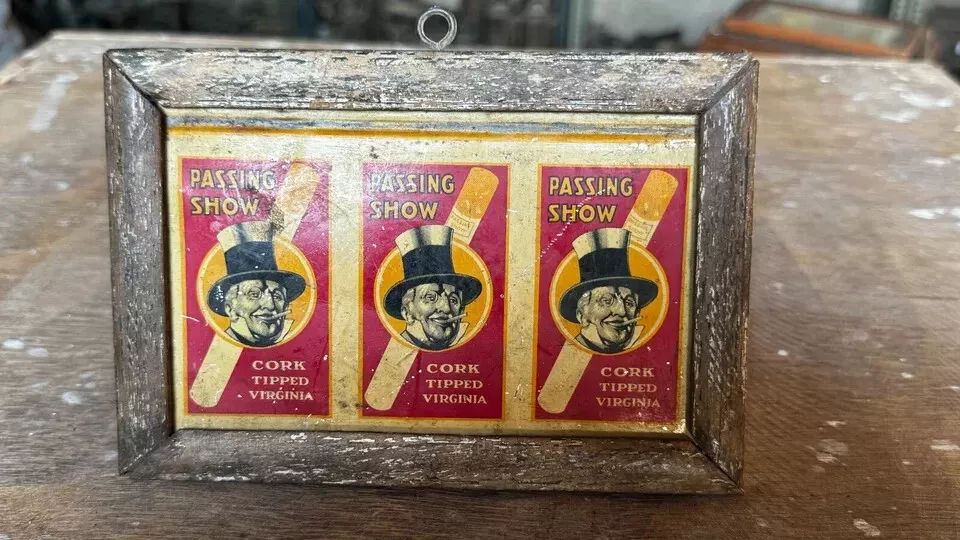 PASSING
SHOW
CORK
TIPPED
VIRGINIA
PASSING
SHOW
CORK
TIPPED
VIRGINIA
PASSING
SHOW
CORK
TIPPED
VIRGINIA